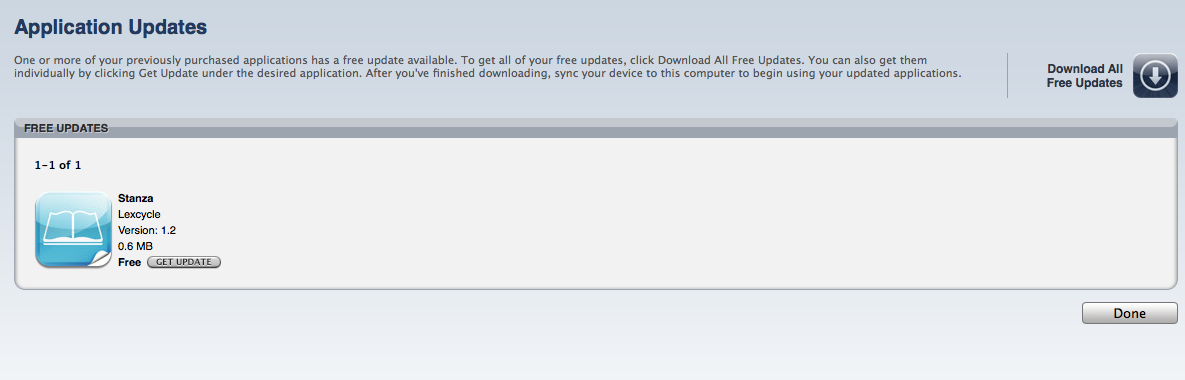 Application Updates
One or more of your previously purchased applications has a free update available. To get all of your free updates, click Download All Free Updates. You can also get them
individually by clicking Get Update under the desired application. After you've finished downloading, sync your device to this computer to begin using your updated applications.
Download All
Free Updates
FREE UPDATES
1-1 of 1
Stanza
Lexcycle
Version: 1.2
0.6 MB
Free GET UPDATE
Done